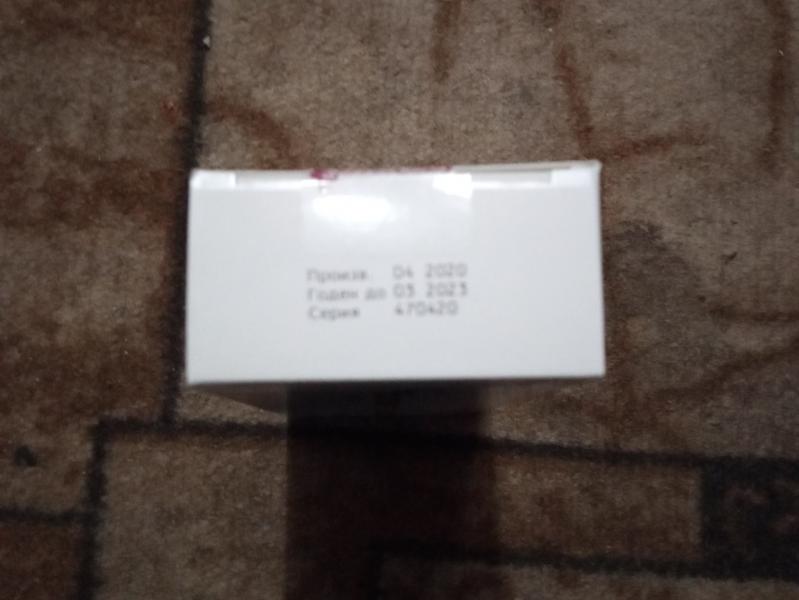 Произв. 04 2020
Годен до 03 2023
Серия 470420